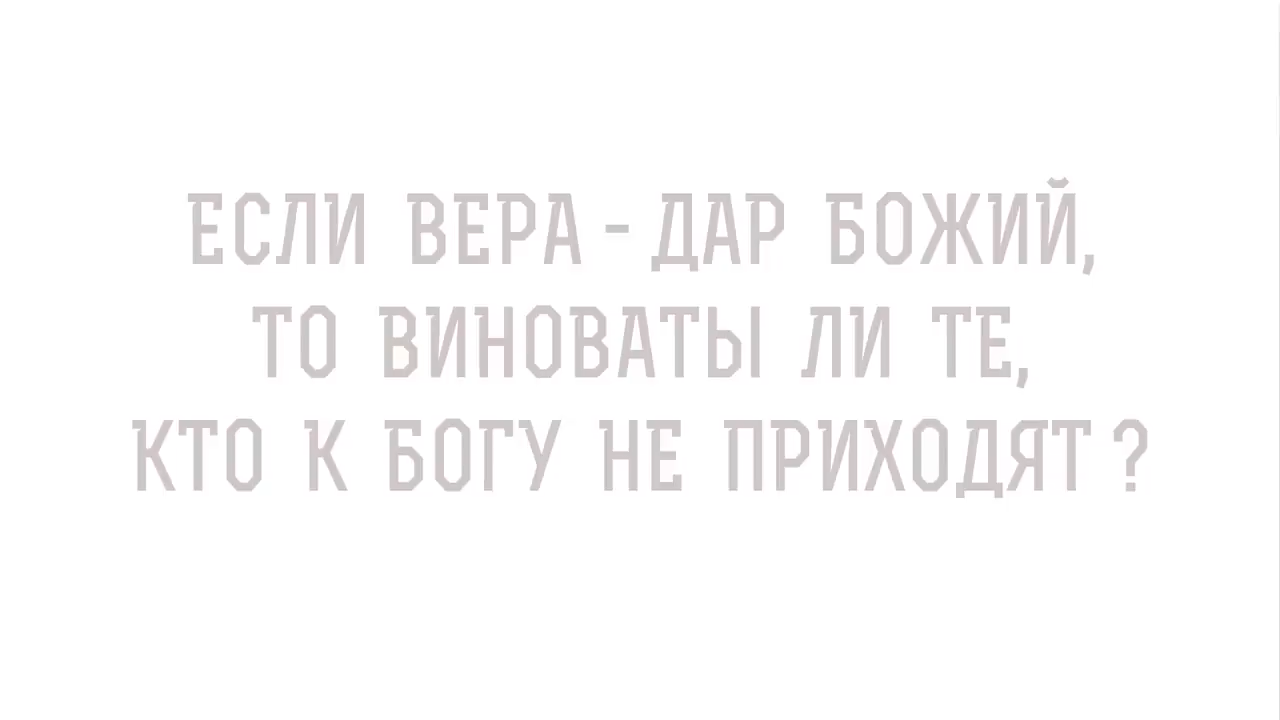 ЕСЛИ ВЕРА - ДАР БОЖИЙ,
ТО ВИНОВАТЫ ЛИ ТЕ,
КТО К БОГУ НЕ ПРИХОДЯТ ?